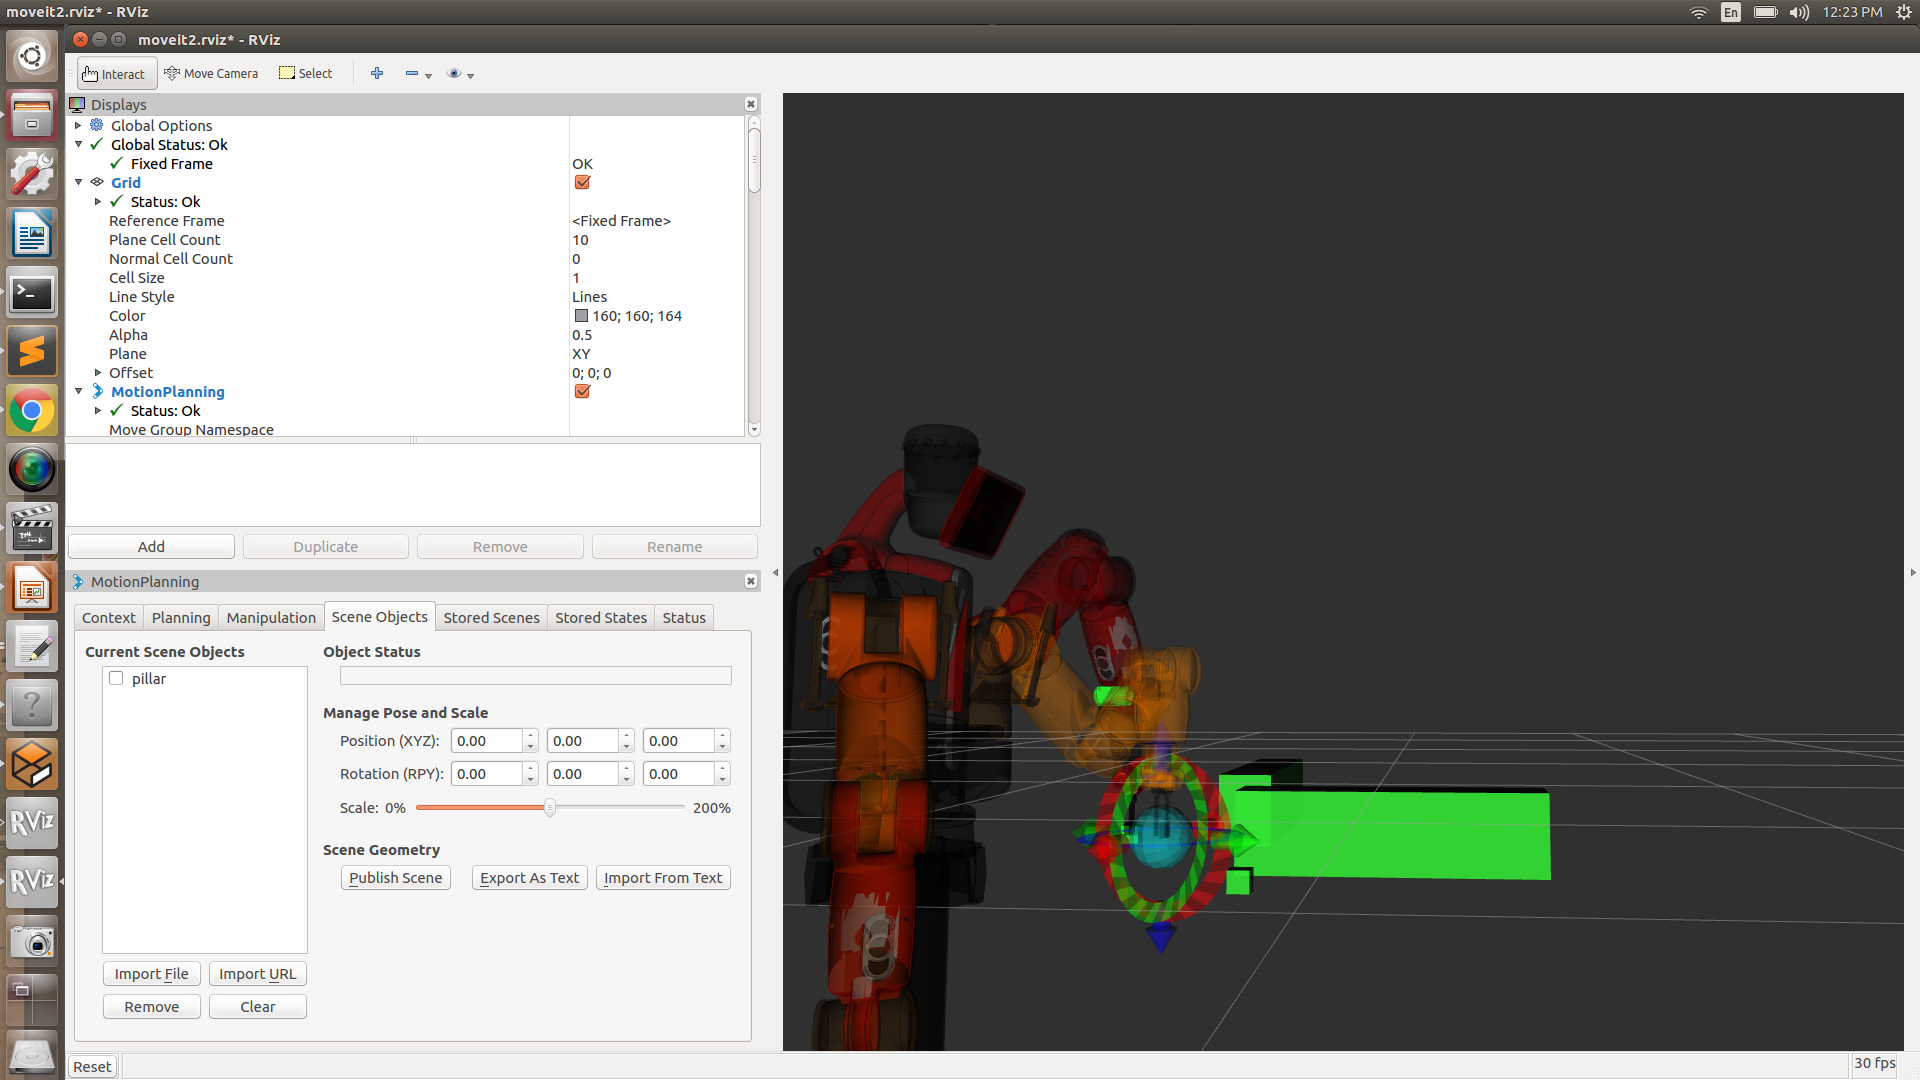 moveit2.rviz* - RViz
En
12:23 PM
moveit2.rviz* - RViz
Interact
Move Camera
Select
Displays
Global Options
Global Status: Ok
Fixed Frame OK
Grid
Status: Ok
Reference Frame <Fixed Frame>
Plane Cell Count 10
Normal Cell Count 0
Cell Size 1
Line Style Lines
Color 160; 160; 164
Alpha 0.5
Plane XY
Offset 0; 0; 0
MotionPlanning
Status: Ok
Move Group Namespace
Add Duplicate Remove Rename
MotionPlanning
Context Planning Manipulation Scene Objects Stored Scenes Stored States Status
Current Scene Objects
pillar
Import File Import URL
Remove Clear
Object Status
Manage Pose and Scale
Position (XYZ): 0.00 0.00 0.00
Rotation (RPY): 0.00 0.00 0.00
Scale: 0% 200%
Scene Geometry
Publish Scene Export As Text Import From Text
RViz
RViz
Reset
30 fps